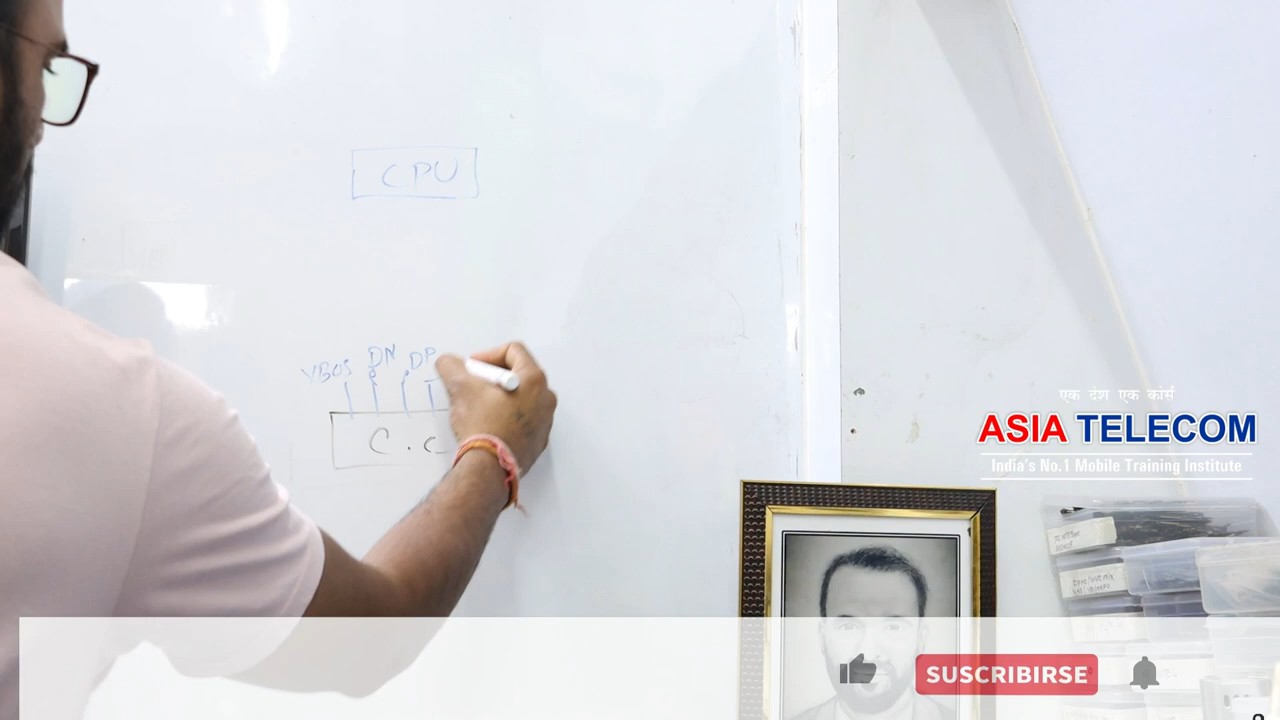 CPU
VBUS DN DP
C.C
एक देश एक कोर्स
ASIA TELECOM
India's No.1 Mobile Training Institute
SUSCRIBIRSE